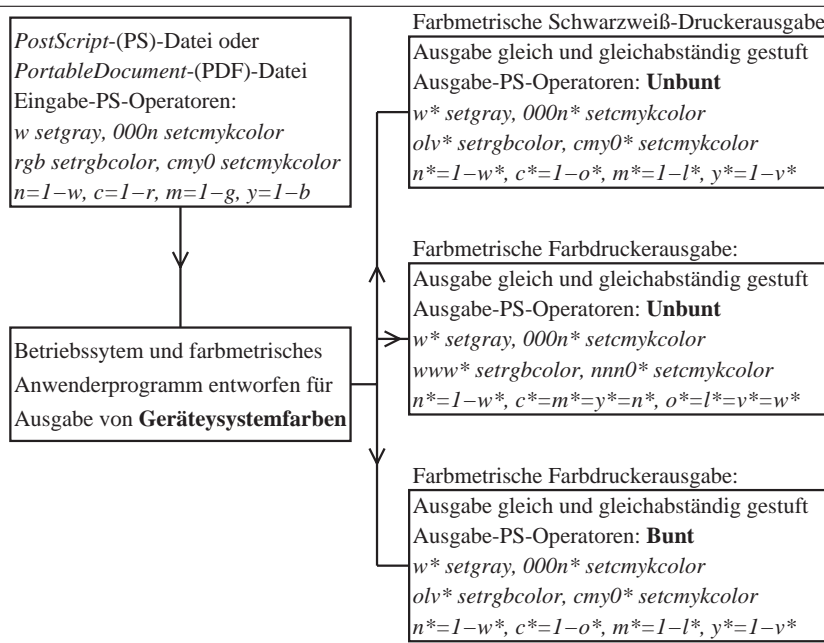 PostScript-(PS)-Datei oder
PortableDocument-(PDF)-Datei
Eingabe-PS-Operatoren:
w setgray, 000n setcmykcolor
rgb setrgbcolor, cmy0 setcmykcolor
n=1–w, c=1–r, m=1–g, y=1–b
Betriebssytem und farbmetrisches
Anwenderprogramm entworfen für
Ausgabe von Geräteysystemfarben
Farbmetrische Schwarzweiß-Druckerausgabe
Ausgabe gleich und gleichabständig gestuft
Ausgabe-PS-Operatoren: Unbunt
w* setgray, 000n* setcmykcolor
olv* setrgbcolor, cmy0* setcmykcolor
n*=1–w*, c*=1–o*, m*=1–l*, y*=1–v*
Farbmetrische Farbdruckerausgabe:
Ausgabe gleich und gleichabständig gestuft
Ausgabe-PS-Operatoren: Unbunt
w* setgray, 000n* setcmykcolor
www* setrgbcolor, nnn0* setcmykcolor
n*=1–w*, c*=m*=y*=n*, o*=l*=v*=w*
Farbmetrische Farbdruckerausgabe:
Ausgabe gleich und gleichabständig gestuft
Ausgabe-PS-Operatoren: Bunt
w* setgray, 000n* setcmykcolor
olv* setrgbcolor, cmy0* setcmykcolor
n*=1–w*, c*=1–o*, m*=1–l*, y*=1–v*